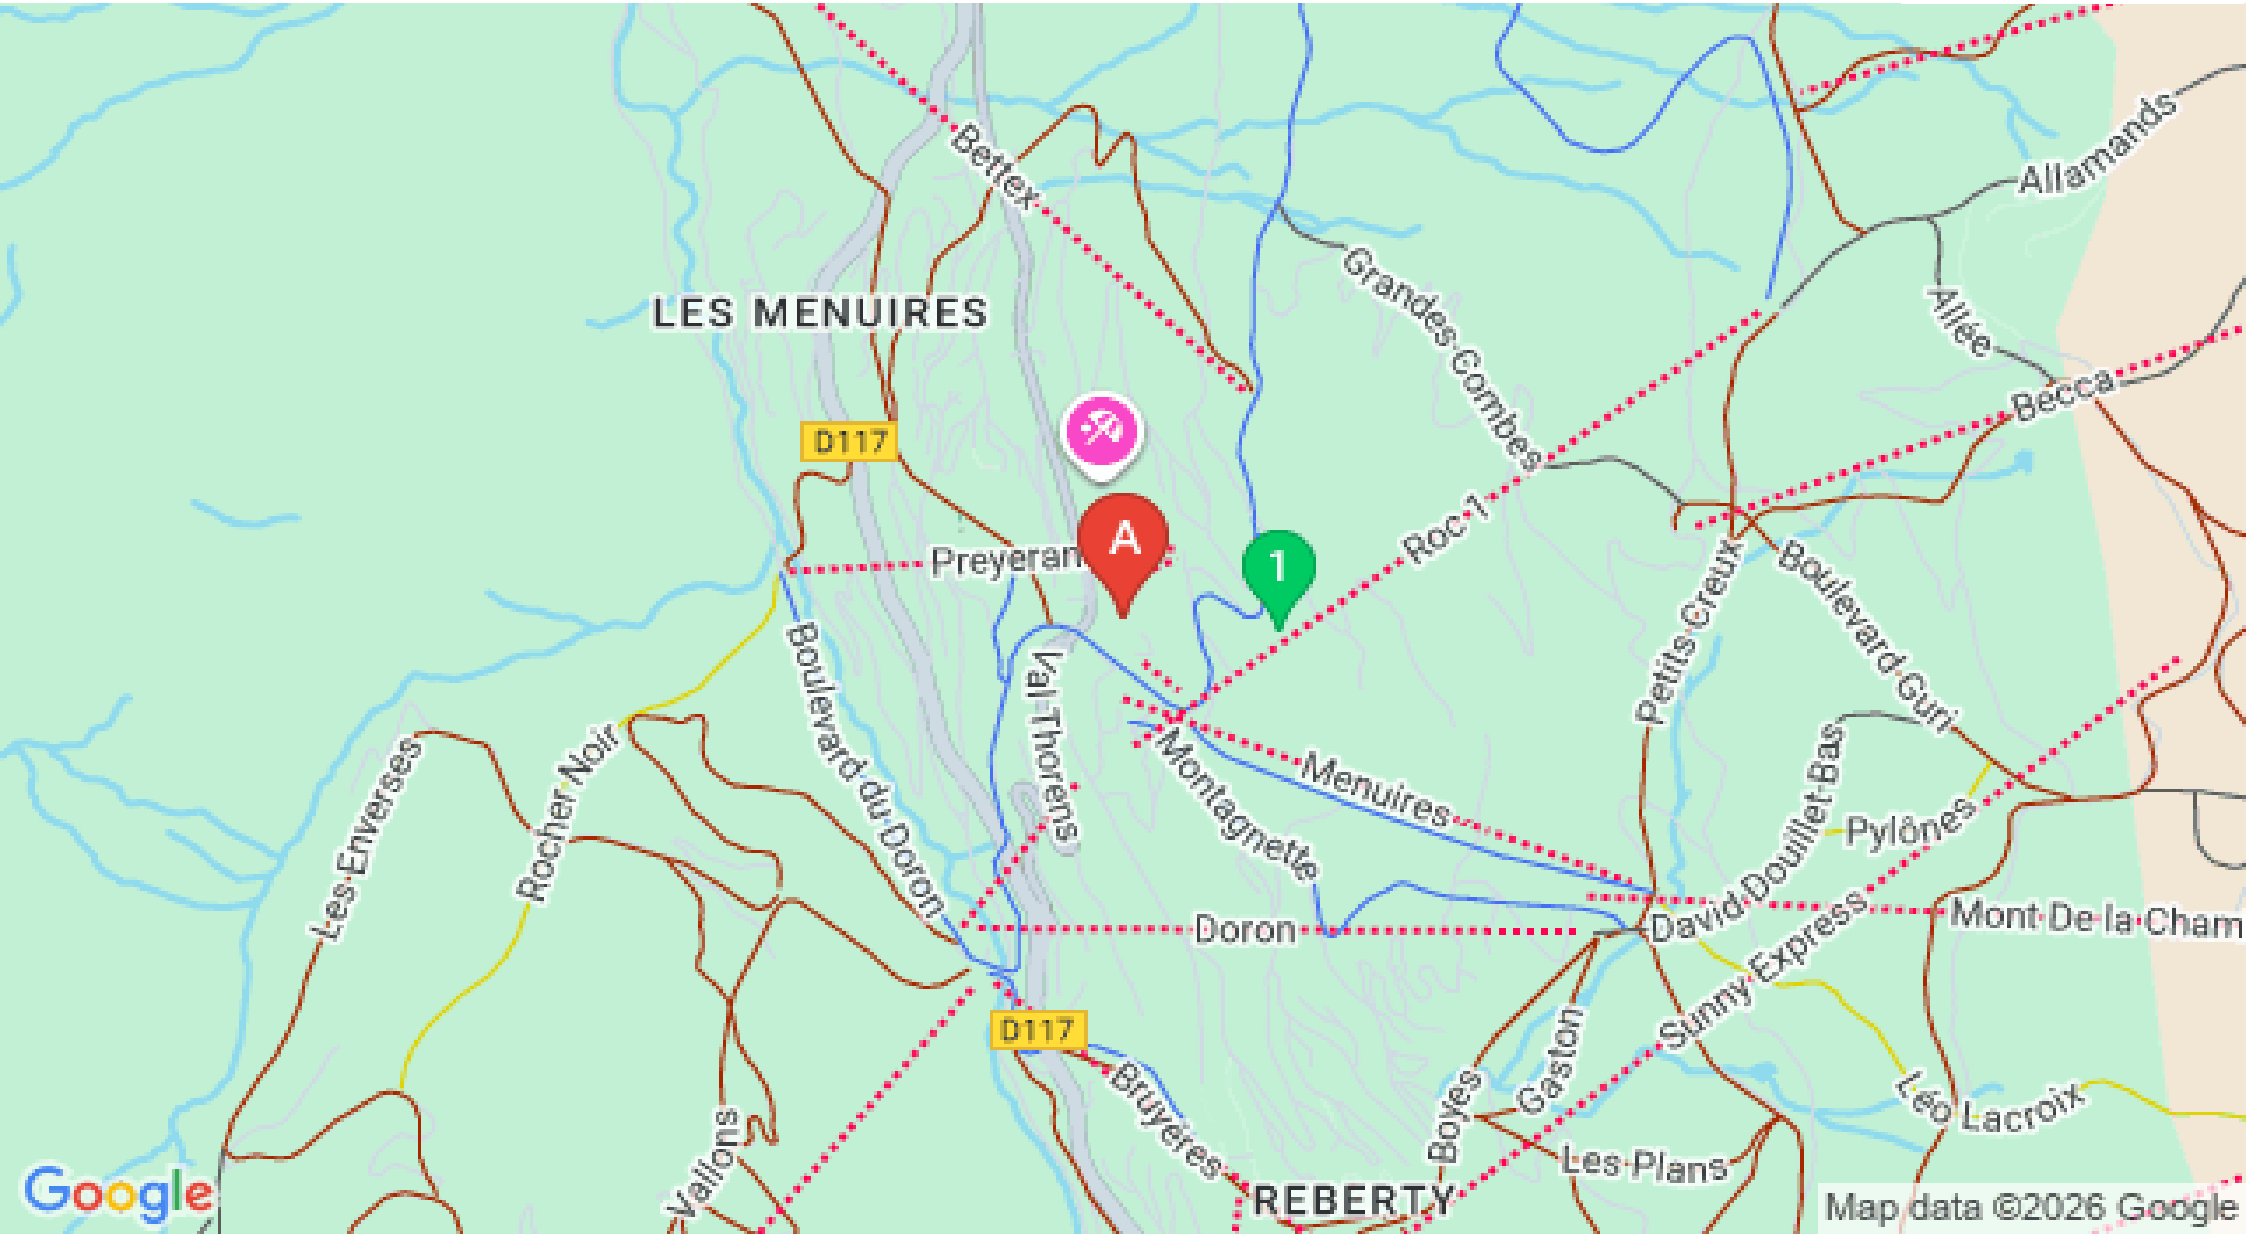 Bettex
Allamands
Grandes Combes
Allée
LES MENUIRES
Becca
D117
Roc 1
A
1
Preyeran
Petits Creux
Boulevard Guri
Boulevard du Doron
Val Thorens
Rocher Noir
Les Enverses
Montagnette
Menuires
David Douillet Bas
Pylônes
Doron
Mont De la Cham
Sunny Express
D117
Bruyéres
Gaston
Boyes
Léo Lacroix
Vallons
Les Plans
REBERTY
Google
Map data ©2026 Google